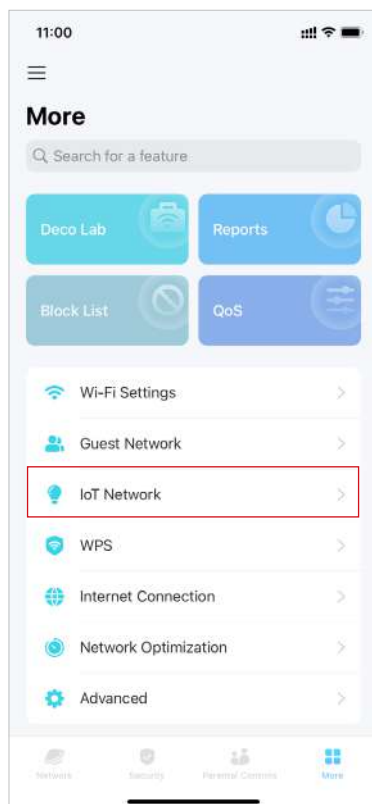 11:00
More
Search for a feature
Deco Lab
Reports
Block List
QoS
Wi-Fi Settings
Guest Network
IoT Network
WPS
Internet Connection
Network Optimization
Advanced
Network
Security
Parental Controls
More